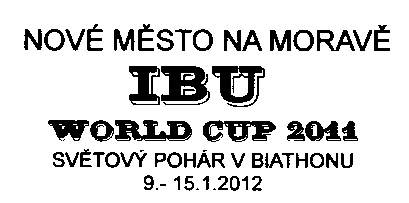 NOVÉ MĚSTO NA MORAVĚ
IBU
WORLD CUP 2011
SVĚTOVÝ POHÁR V BIATHONU
9.- 15.1.2012